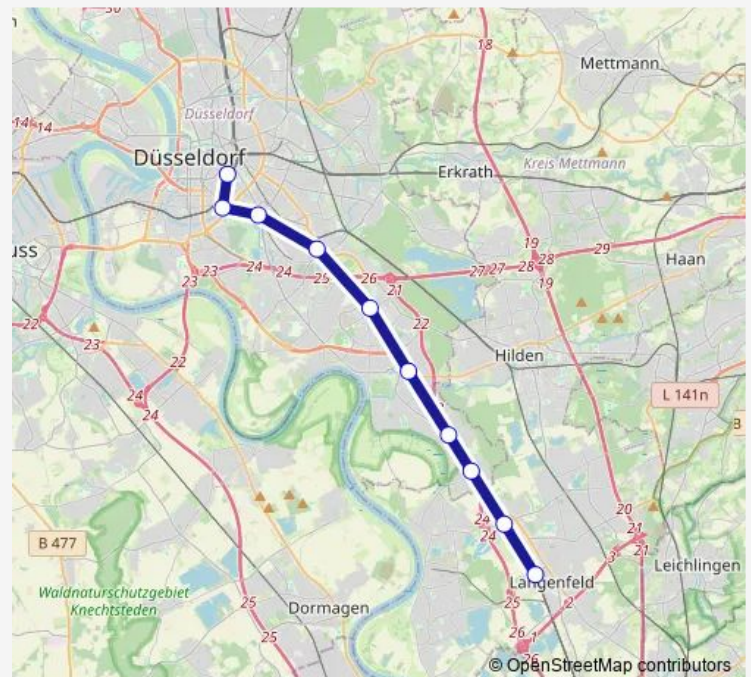 30
18
Mettmann
14
14
Düsseldorf
Düsseldorf
Erkrath
Kreis Mettmann
uss
19
28
29
28
19
Haan
23
23
24
24
25
26
21
27
27
22
22
23
22
Hilden
L 141n
24
24
B
B 477
24
24
20
21
21
3
Leichlingen
Waldnaturschutzgebiet
Knechtsteden
25
25
Dormagen
Langenfeld
25
2
26
1
26
© OpenStreetMap contributors